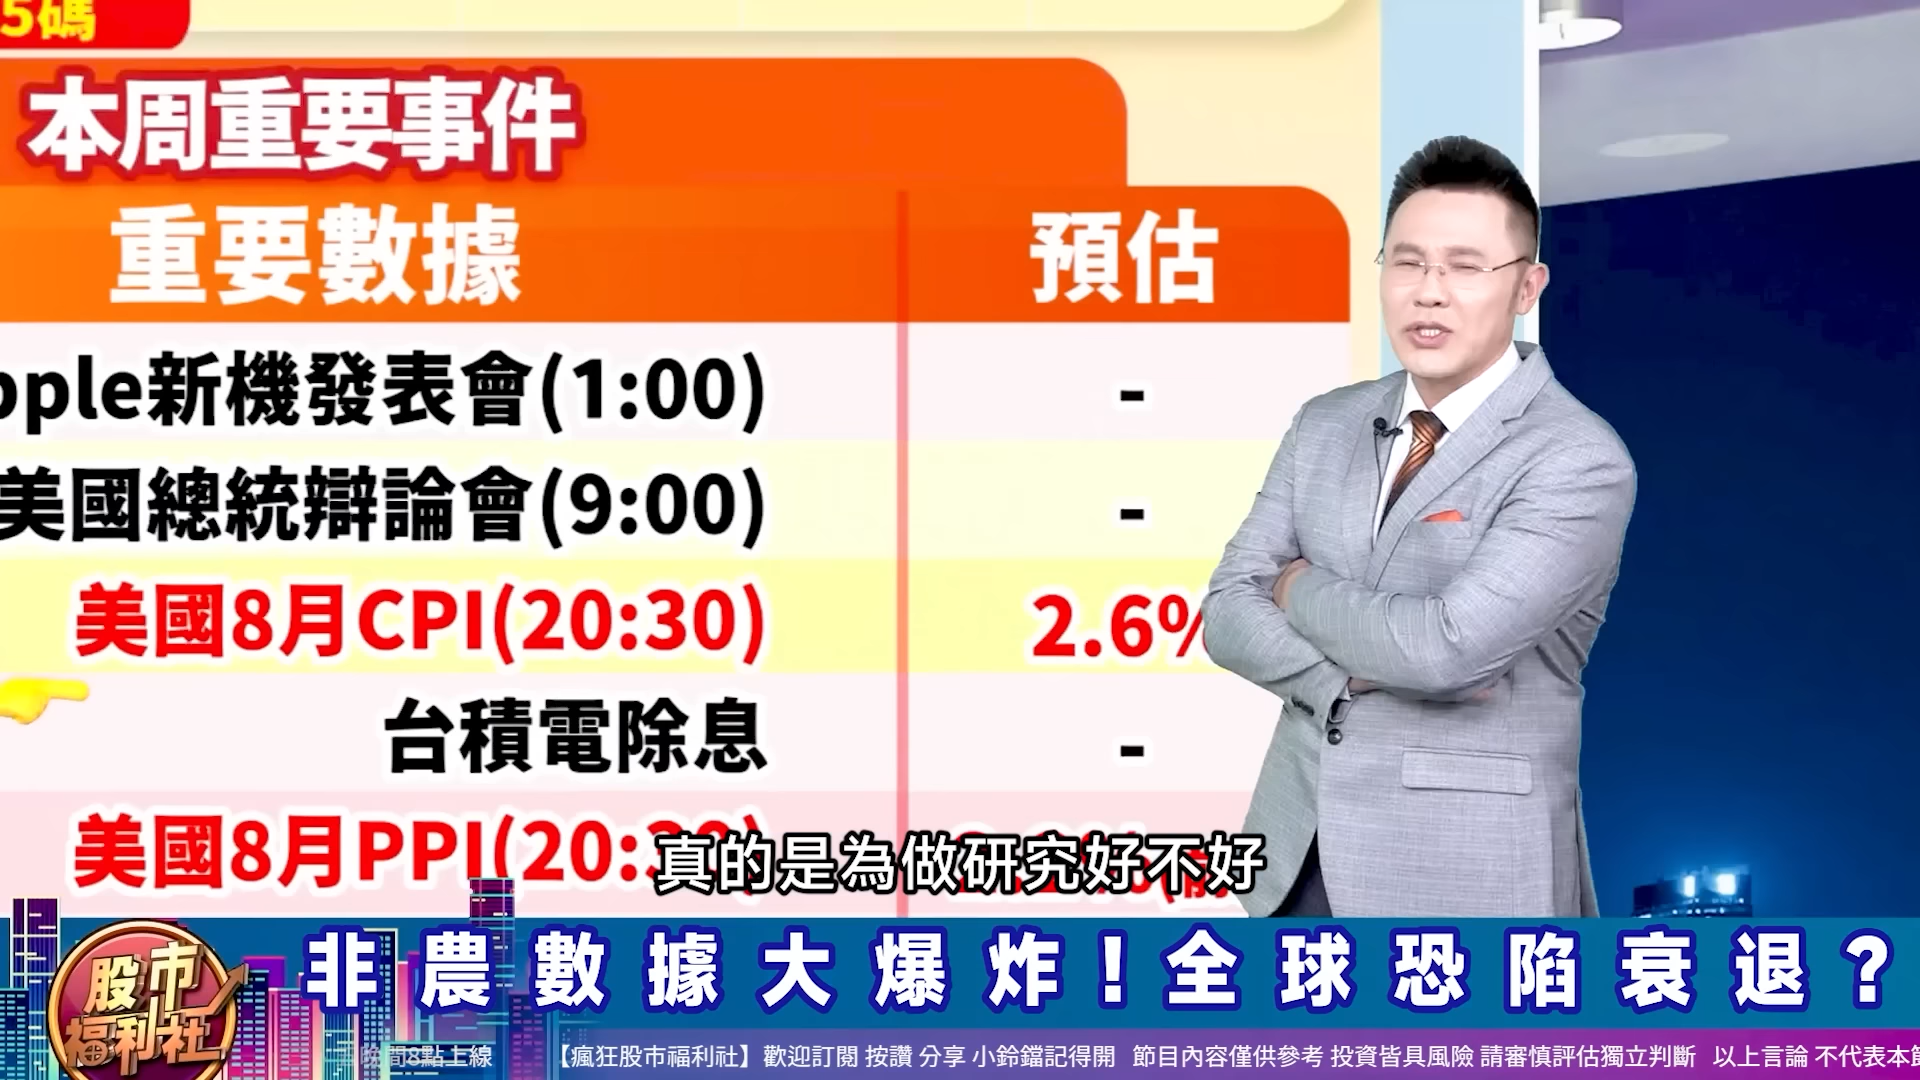 5碼
本周重要事件
重要數據 預估
pple新機發表會(1:00) -
美國總統辯論會(9:00) -
美國8月CPI(20:30) 2.6%
台積電除息 -
美國8月PPI(20:30)
真的是為做研究好不好
非農數據大爆炸!全球恐陷衰退?
股市
福利社
晚間8點上線 【瘋狂股市福利社】歡迎訂閱 按讚 分享 小鈴鐺記得開 節目內容僅供參考 投資皆具風險 請審慎評估獨立判斷 以上言論 不代表本節